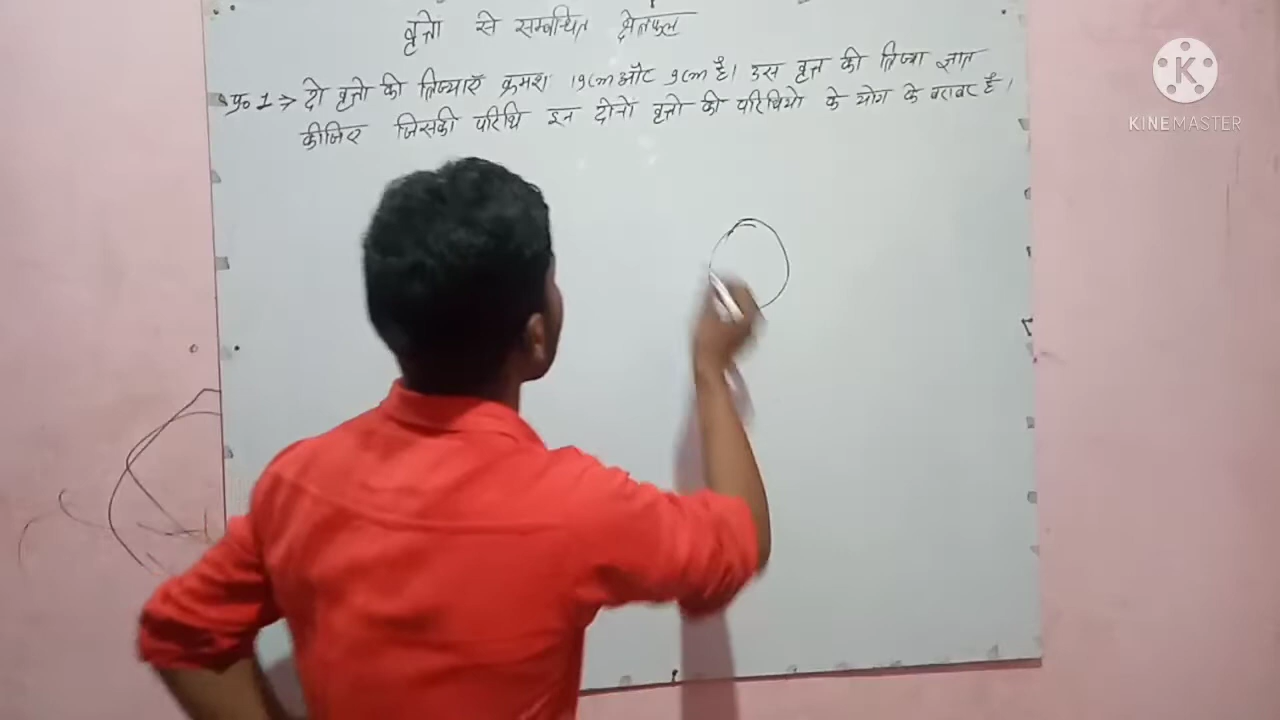 वृत्तो से सम्बन्धित क्षेत्रफल
प्र० 1 → दो वृत्तो की त्रिज्याएँ क्रमश 19cm और 9cm है। उस वृत्त की त्रिज्या ज्ञात
कीजिए जिसकी परिधि इन दोनो वृत्तो की परिधियो के योग के बराबर है।
K
KINEMASTER